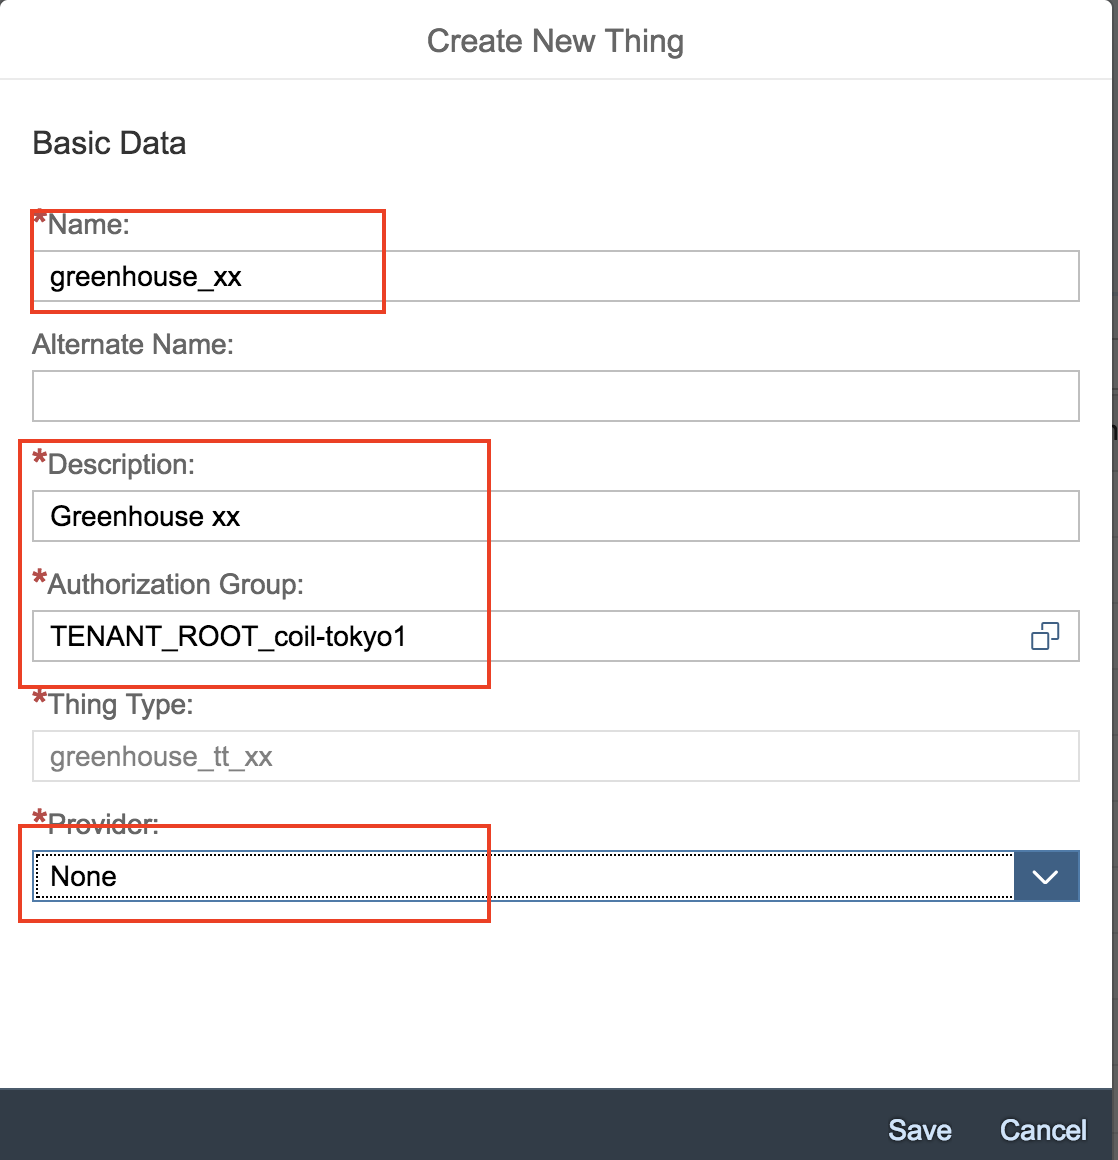 Create New Thing
Basic Data
*Name:
greenhouse_xx
Alternate Name:
*Description:
Greenhouse xx
*Authorization Group:
TENANT_ROOT_coil-tokyo1
*Thing Type:
greenhouse_tt_xx
*Provider:
None
Save Cancel